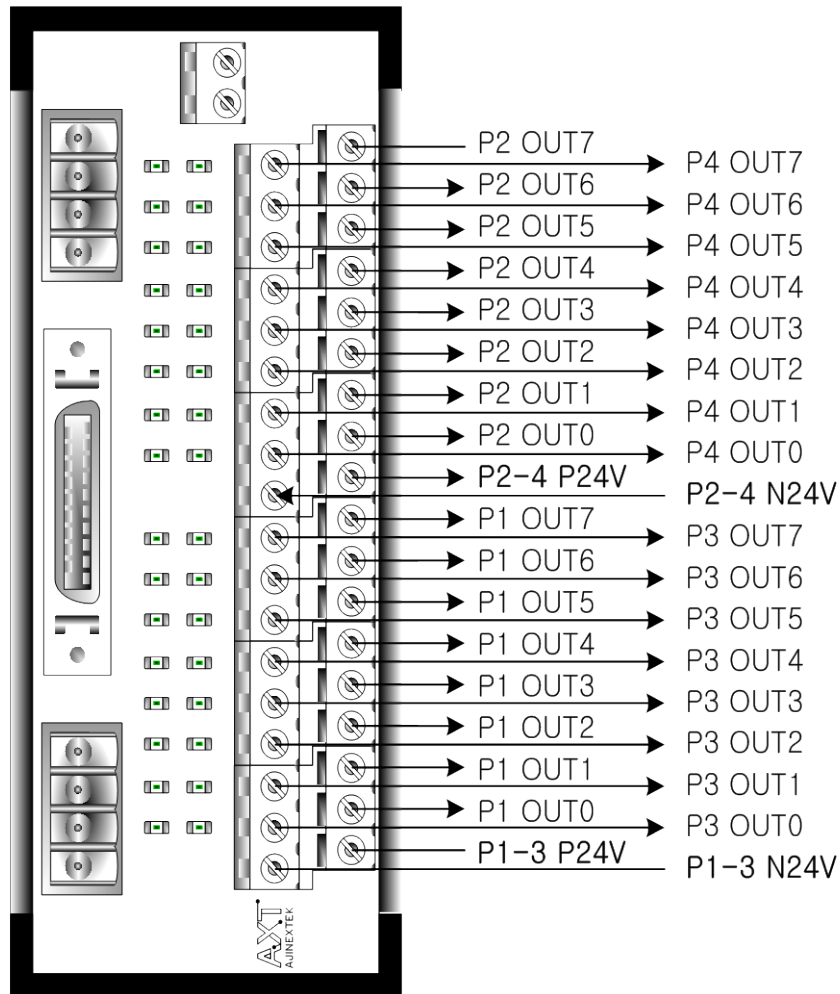 P2 OUT7
P4 OUT7
P2 OUT6
P4 OUT6
P2 OUT5
P4 OUT5
P2 OUT4
P4 OUT4
P2 OUT3
P4 OUT3
P2 OUT2
P4 OUT2
P2 OUT1
P4 OUT1
P2 OUT0
P4 OUT0
P2-4 P24V
P2-4 N24V
P1 OUT7
P3 OUT7
P1 OUT6
P3 OUT6
P1 OUT5
P3 OUT5
P1 OUT4
P3 OUT4
P1 OUT3
P3 OUT3
P1 OUT2
P3 OUT2
P1 OUT1
P3 OUT1
P1 OUT0
P3 OUT0
P1-3 P24V
P1-3 N24V
AXT
AJINEXTEK